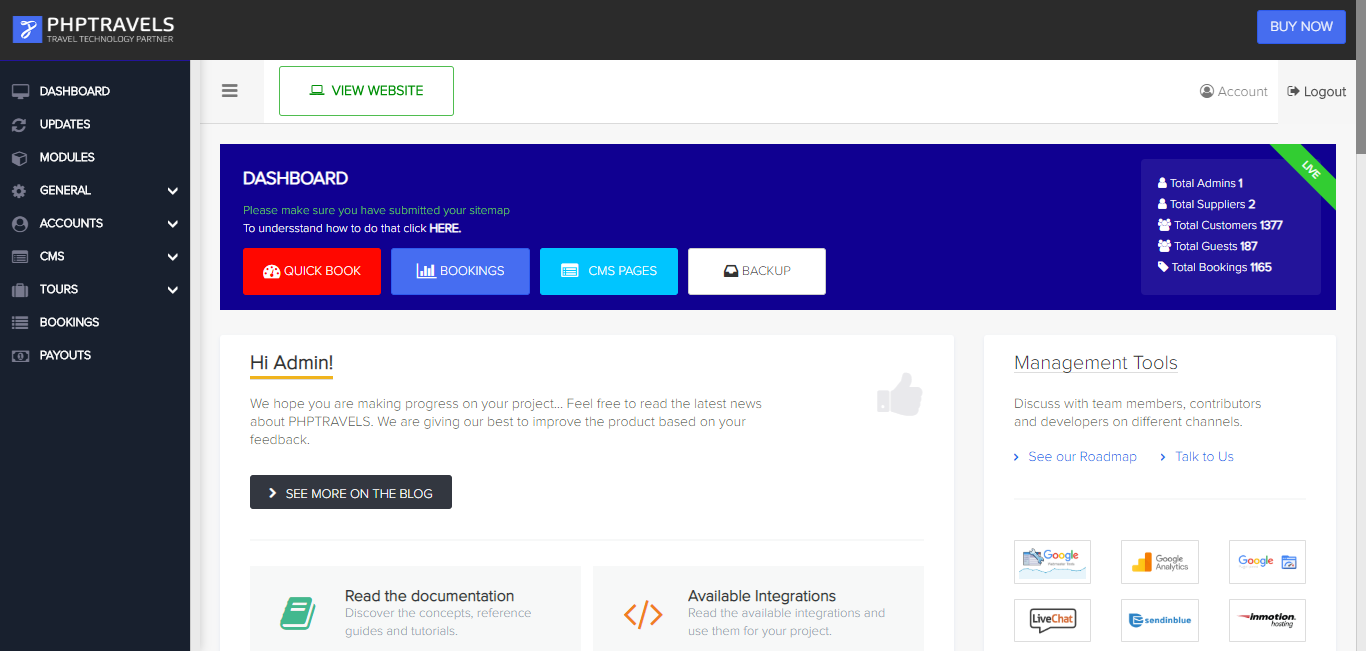 PHPTRAVELS
TRAVEL TECHNOLOGY PARTNER
BUY NOW
DASHBOARD
UPDATES
MODULES
GENERAL
ACCOUNTS
CMS
TOURS
BOOKINGS
PAYOUTS
VIEW WEBSITE
Account
Logout
DASHBOARD
Please make sure you have submitted your sitemap
To undersstand how to do that click HERE.
QUICK BOOK
BOOKINGS
CMS PAGES
BACKUP
LIVE
Total Admins 1
Total Suppliers 2
Total Customers 1377
Total Guests 187
Total Bookings 1165
Hi Admin!
We hope you are making progress on your project... Feel free to read the latest news
about PHPTRAVELS. We are giving our best to improve the product based on your
feedback.
SEE MORE ON THE BLOG
Read the documentation
Discover the concepts, reference
guides and tutorials.
Available Integrations
Read the available integrations and
use them for your project.
Management Tools
Discuss with team members, contributors
and developers on different channels.
See our Roadmap
Talk to Us
Google
Google
Analytics
Google
LiveChat
sendinblue
inmotion
hosting